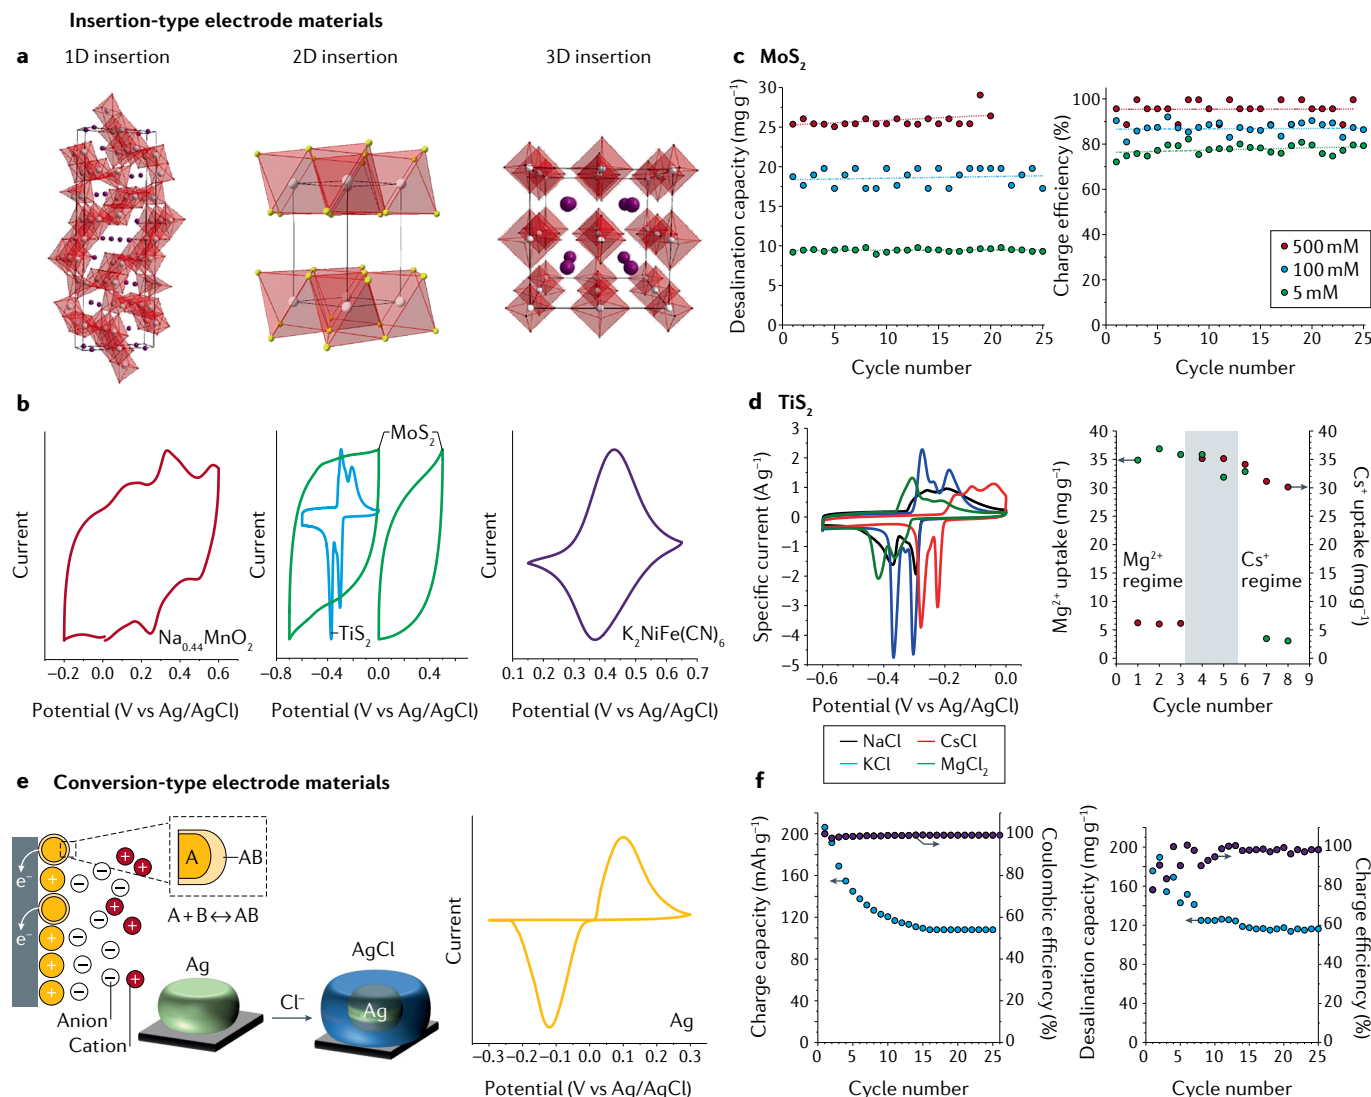 Insertion-type electrode materials
a
1D insertion
2D insertion
3D insertion
c MoS2
Desalination capacity (mg g–1)
30
25
20
15
10
5
0
0 5 10 15 20 25
Cycle number
Charge efficiency (%)
100
80
60
40
20
0
0 5 10 15 20 25
Cycle number
500 mM
100 mM
5 mM
b
Current
Na0.44MnO2
–0.2 0.0 0.2 0.4 0.6
Potential (V vs Ag/AgCl)
Current
MoS2
TiS2
–0.8 –0.4 0.0 0.4
Potential (V vs Ag/AgCl)
Current
K2NiFe(CN)6
0.1 0.2 0.3 0.4 0.5 0.6 0.7
Potential (V vs Ag/AgCl)
d TiS2
Specific current (A g–1)
3
2
1
0
–1
–2
–3
–4
–5
–0.6 –0.4 –0.2 0.0
Potential (V vs Ag/AgCl)
NaCl
CsCl
KCl
MgCl2
Mg2+ uptake (mg g–1)
40
35
30
25
20
15
10
5
0
Mg2+
regime
Cs+
regime
40
35
30
25
20
15
10
5
0
Cs+ uptake (mg g–1)
0 1 2 3 4 5 6 7 8 9
Cycle number
e Conversion-type electrode materials
e–
e–
A
AB
A + B ↔ AB
Anion
Cation
Ag
Cl–
AgCl
Ag
Current
Ag
–0.3 –0.2 –0.1 0.0 0.1 0.2 0.3
Potential (V vs Ag/AgCl)
f
Charge capacity (mAh g–1)
200
160
120
80
40
0
100
80
60
40
20
0
Coulombic efficiency (%)
0 5 10 15 20 25
Cycle number
Desalination capacity (mg g–1)
200
160
120
80
40
0
100
80
60
40
20
0
Charge efficiency (%)
0 5 10 15 20 25
Cycle number